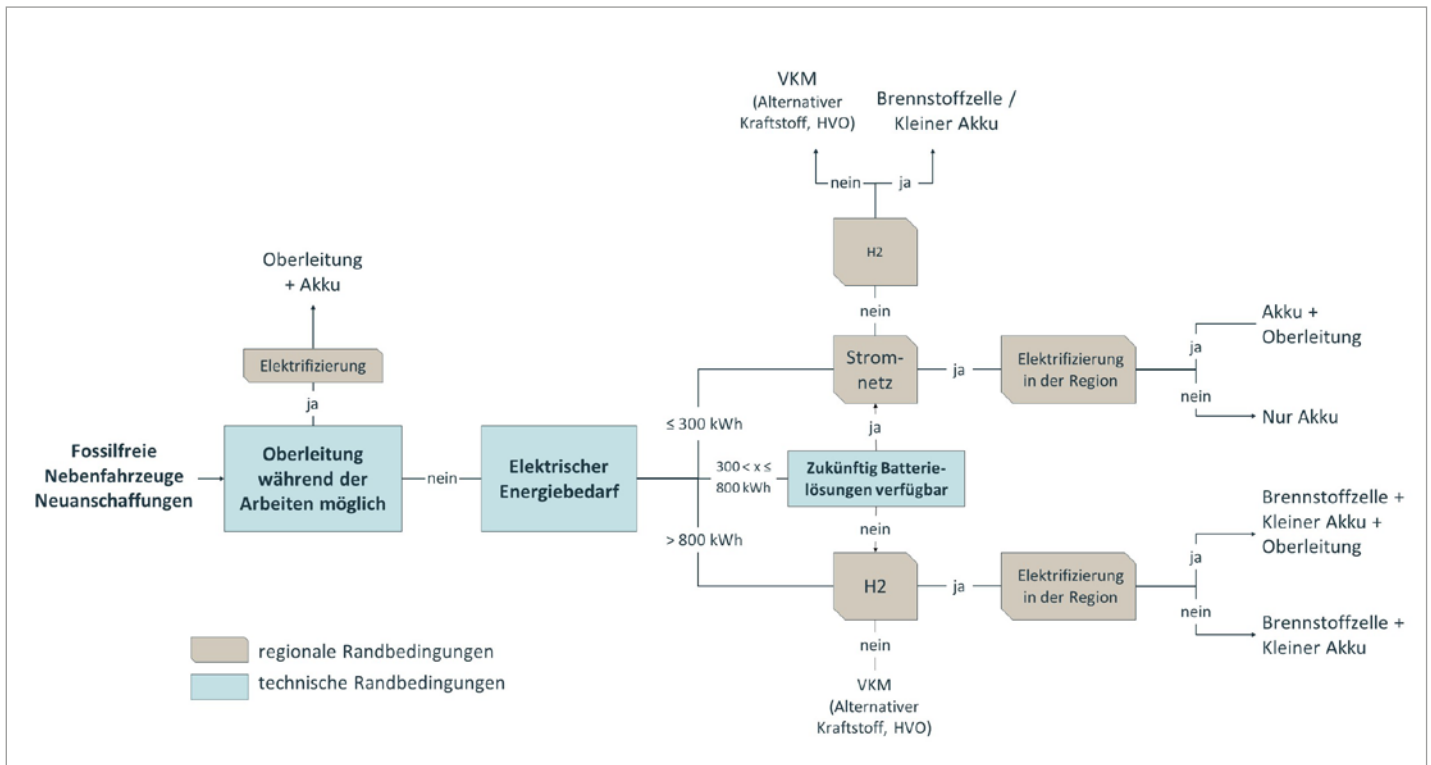 Fossilfreie
Nebenfahrzeuge
Neuanschaffungen
Oberleitung
während der
Arbeiten möglich
ja
Elektrifizierung
Oberleitung
+ Akku
nein
Elektrischer
Energiebedarf
≤ 300 kWh
300 < x ≤
800 kWh
> 800 kWh
Zukünftig Batterie-
lösungen verfügbar
ja
nein
Strom-
netz
nein
H2
nein
ja
VKM
(Alternativer
Kraftstoff, HVO)
Brennstoffzelle /
Kleiner Akku
ja
Elektrifizierung
in der Region
ja
nein
Akku +
Oberleitung
Nur Akku
H2
ja
Elektrifizierung
in der Region
ja
nein
Brennstoffzelle +
Kleiner Akku +
Oberleitung
Brennstoffzelle +
Kleiner Akku
nein
VKM
(Alternativer
Kraftstoff, HVO)
regionale Randbedingungen
technische Randbedingungen